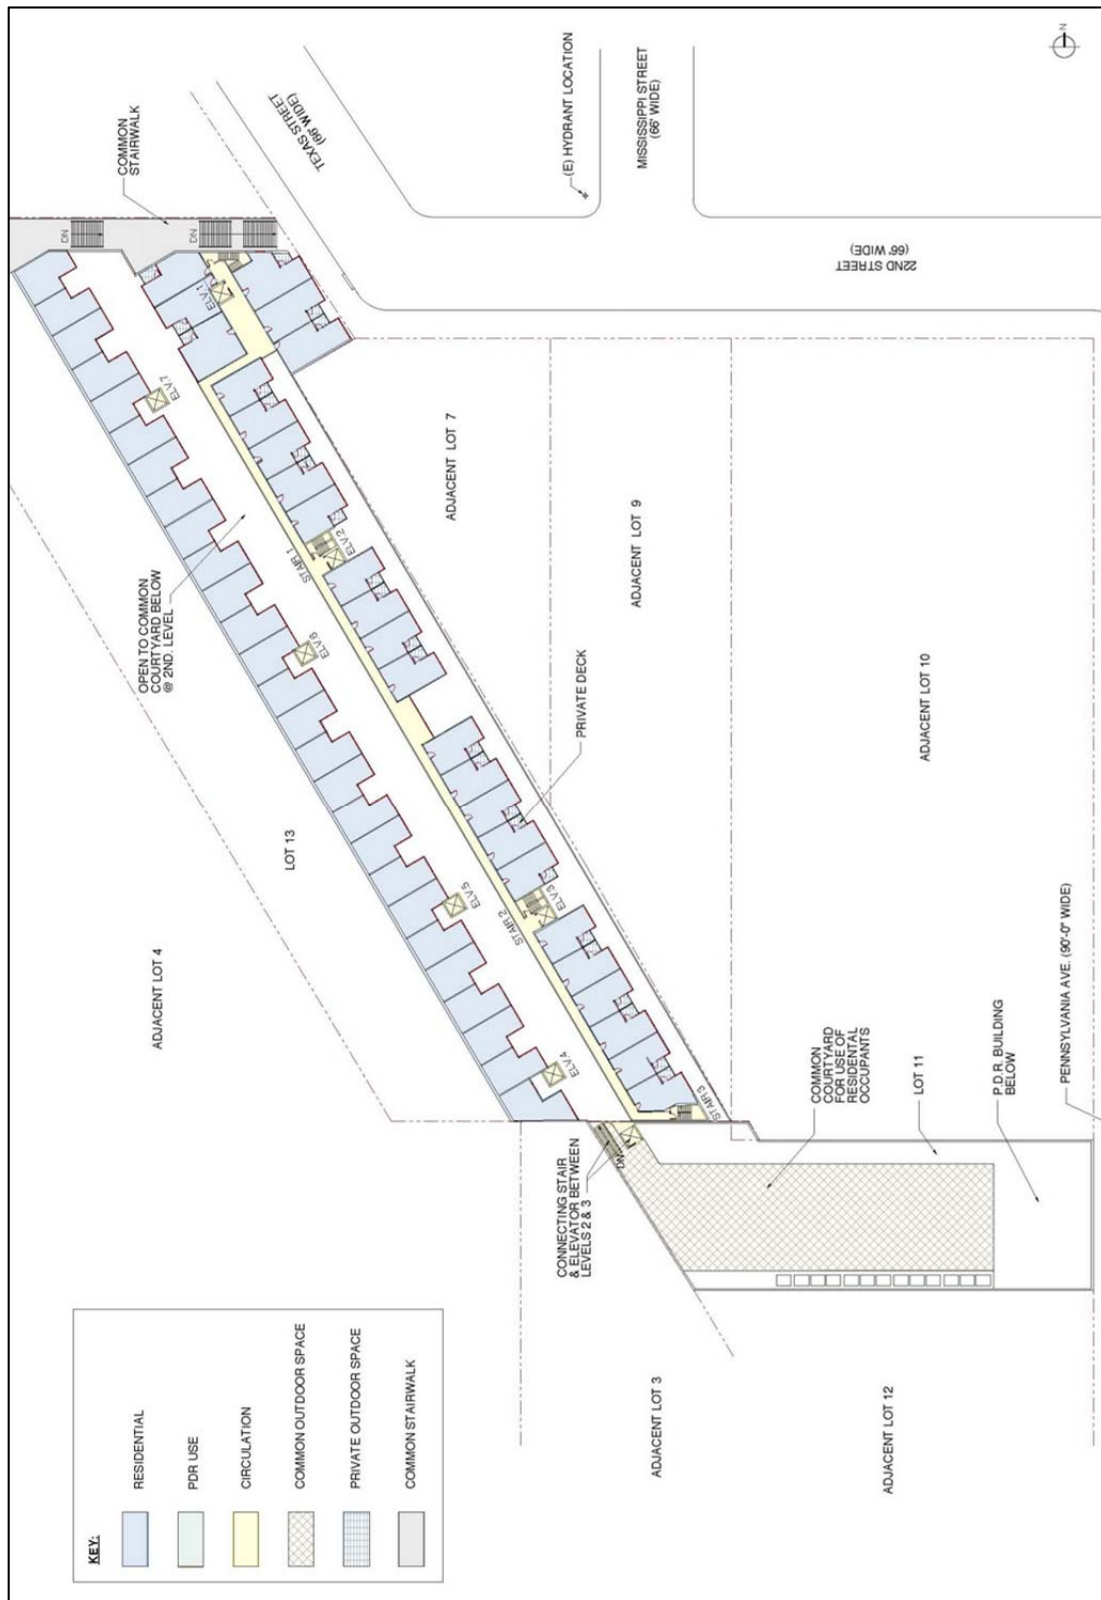 KEY:
RESIDENTIAL
PDR USE
CIRCULATION
COMMON OUTDOOR SPACE
PRIVATE OUTDOOR SPACE
COMMON STAIRWALK
ADJACENT LOT 4
LOT 13
OPEN TO COMMON
COURTYARD BELOW
@ 2ND. LEVEL
COMMON
STAIRWALK
DN
DN
TEXAS STREET
(66' WIDE)
(E) HYDRANT LOCATION
MISSISSIPPI STREET
(66' WIDE)
N
22ND STREET
(66' WIDE)
ELV.7
ELV.1
ELV.6
STAIR 1
ELV.2
ELV.5
STAIR 2
ELV.3
ELV.4
STAIR 3
PRIVATE DECK
ADJACENT LOT 7
ADJACENT LOT 9
ADJACENT LOT 10
CONNECTING STAIR
& ELEVATOR BETWEEN
LEVELS 2 & 3
DN
COMMON
COURTYARD
FOR USE OF
RESIDENTAL
OCCUPANTS
LOT 11
P.D.R. BUILDING
BELOW
PENNSYLVANIA AVE. (90'-0" WIDE)
ADJACENT LOT 3
ADJACENT LOT 12